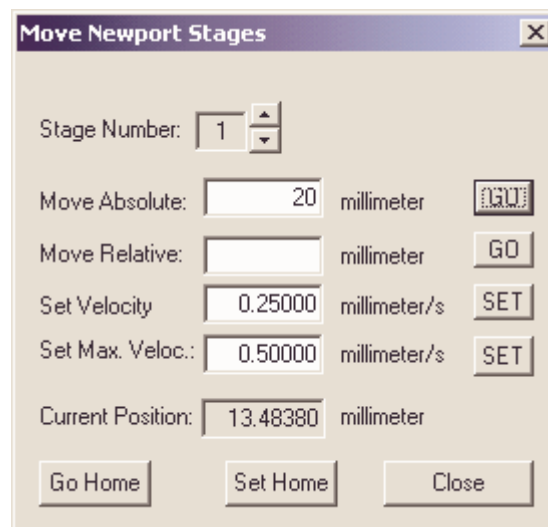 Move Newport Stages
Stage Number: 1
Move Absolute: 20 millimeter GO
Move Relative: millimeter GO
Set Velocity 0.25000 millimeter/s SET
Set Max. Veloc.: 0.50000 millimeter/s SET
Current Position: 13.48380 millimeter
Go Home Set Home Close